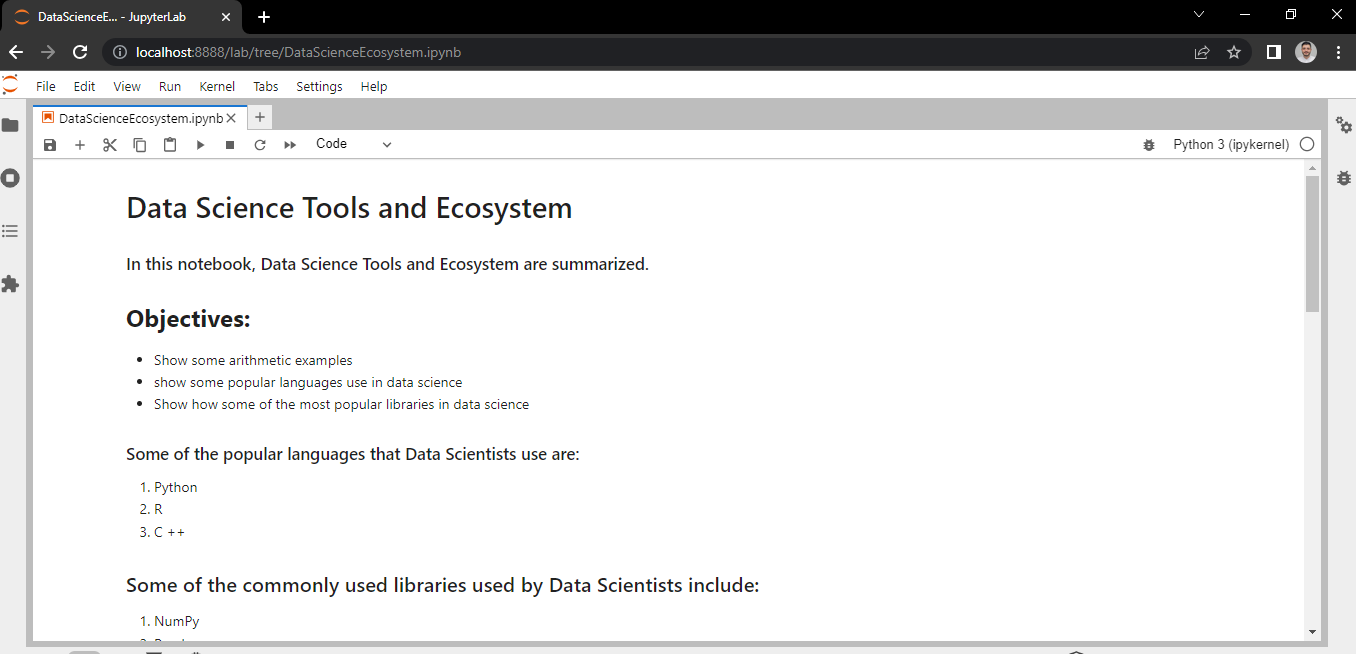 DataScienceE... - JupyterLab
localhost:8888/lab/tree/DataScienceEcosystem.ipynb
File Edit View Run Kernel Tabs Settings Help
DataScienceEcosystem.ipynb
Code
Python 3 (ipykernel)
Data Science Tools and Ecosystem
In this notebook, Data Science Tools and Ecosystem are summarized.
Objectives:
• Show some arithmetic examples
• show some popular languages use in data science
• Show how some of the most popular libraries in data science
Some of the popular languages that Data Scientists use are:
1. Python
2. R
3. C ++
Some of the commonly used libraries used by Data Scientists include:
1. NumPy